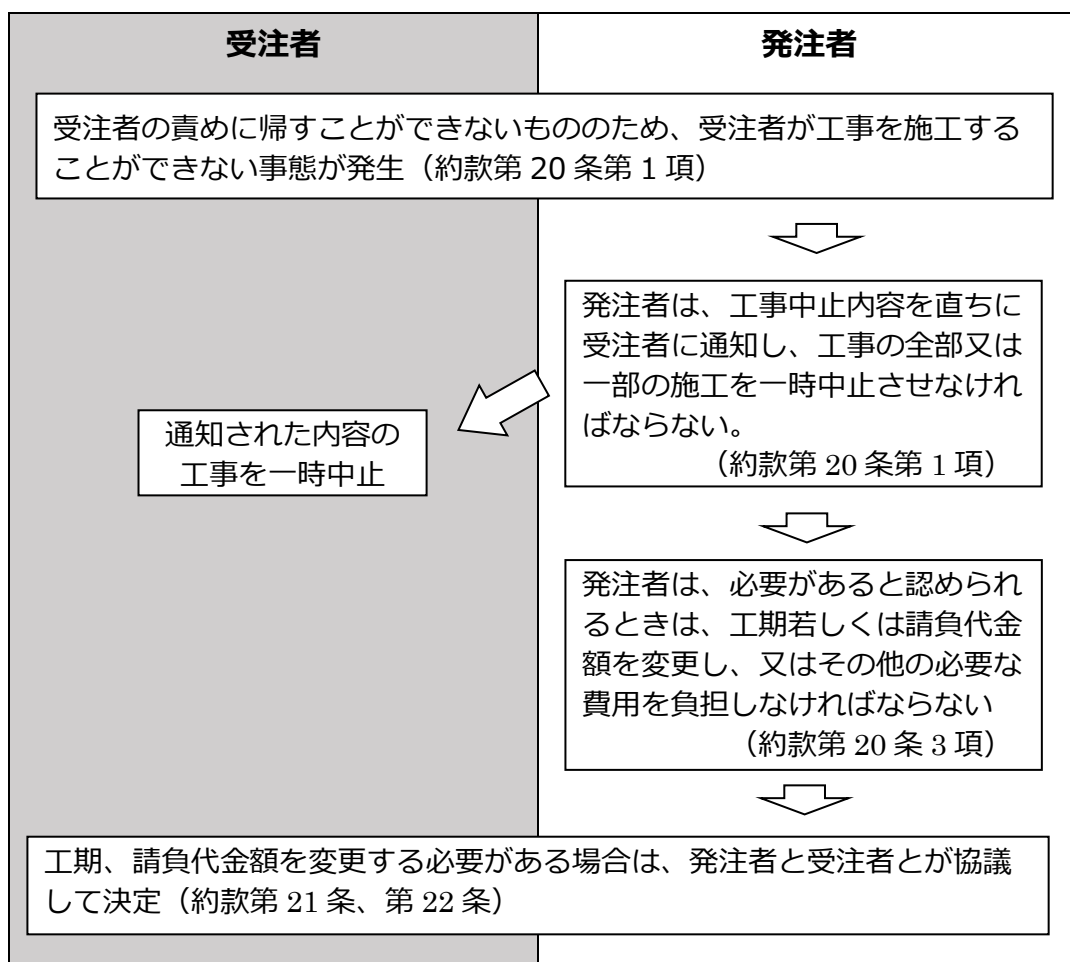 受注者
発注者
受注者の責めに帰すことができないもののため、受注者が工事を施工する
ことができない事態が発生（約款第 20 条第 1 項）
発注者は、工事中止内容を直ちに
受注者に通知し、工事の全部又は
一部の施工を一時中止させなけれ
ばならない。
（約款第 20 条第 1 項）
通知された内容の
工事を一時中止
発注者は、必要があると認められ
るときは、工期若しくは請負代金
額を変更し、又はその他の必要な
費用を負担しなければならない
（約款第 20 条 3 項）
工期、請負代金額を変更する必要がある場合は、発注者と受注者とが協議
して決定（約款第 21 条、第 22 条）